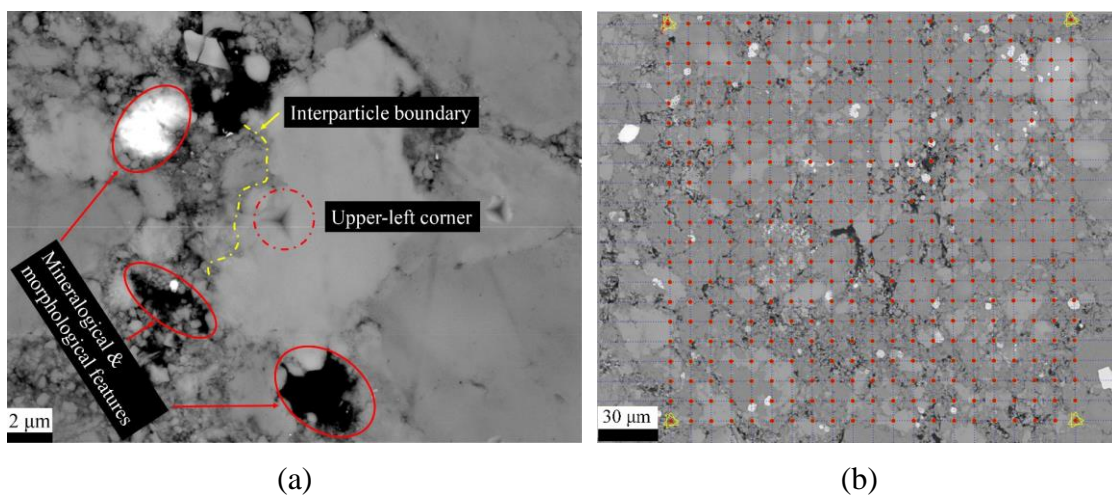 Interparticle boundary
Upper-left corner
Mineralogical &
morphological features
2 μm
30 μm
(a)
(b)